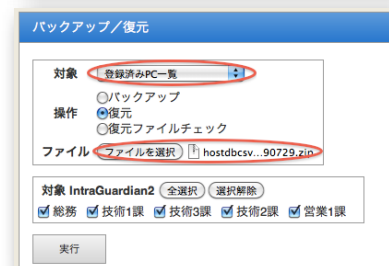 バックアップ／復元
対象 登録済みPC一覧
バックアップ
操作 復元
復元ファイルチェック
ファイル ファイルを選択 hostdbcsv...90729.zip
対象 IntraGuardian2 全選択 選択解除
総務 技術1課 技術3課 技術2課 営業1課
実行